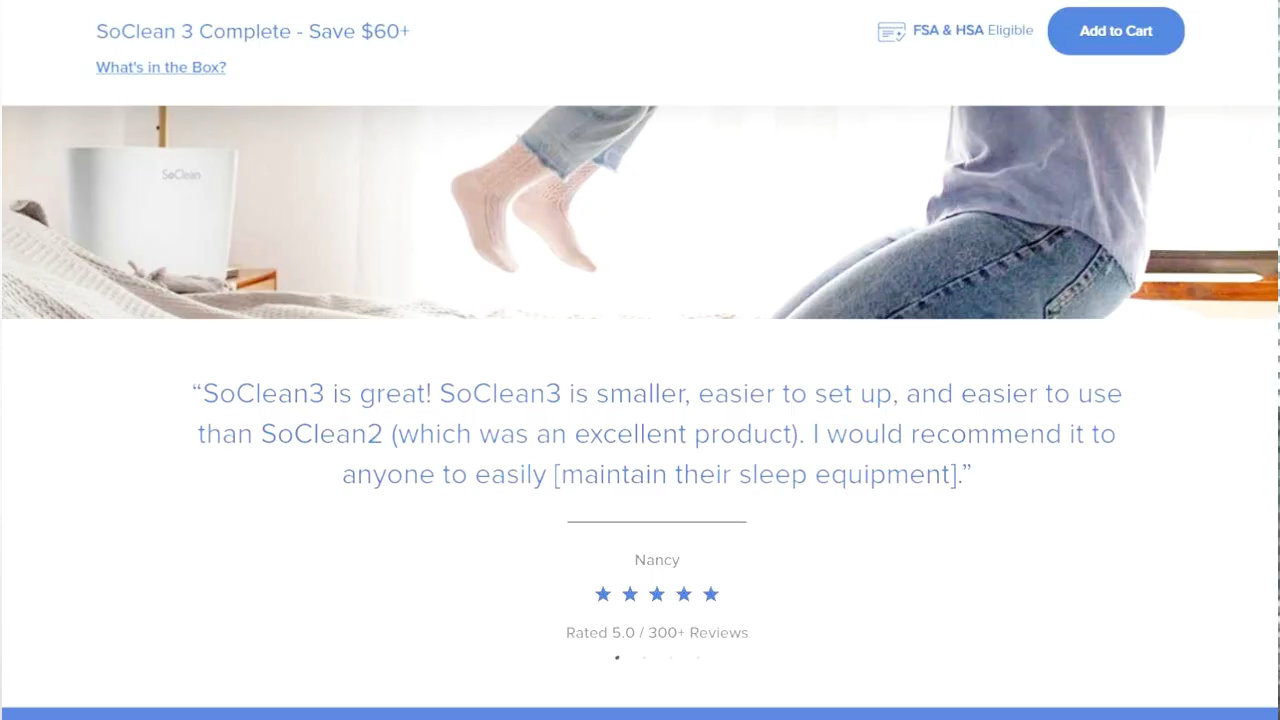 SoClean 3 Complete - Save $60+
FSA & HSA Eligible
Add to Cart
What's in the Box?
SoClean
“SoClean3 is great! SoClean3 is smaller, easier to set up, and easier to use
than SoClean2 (which was an excellent product). I would recommend it to
anyone to easily [maintain their sleep equipment].”
Nancy
Rated 5.0 / 300+ Reviews